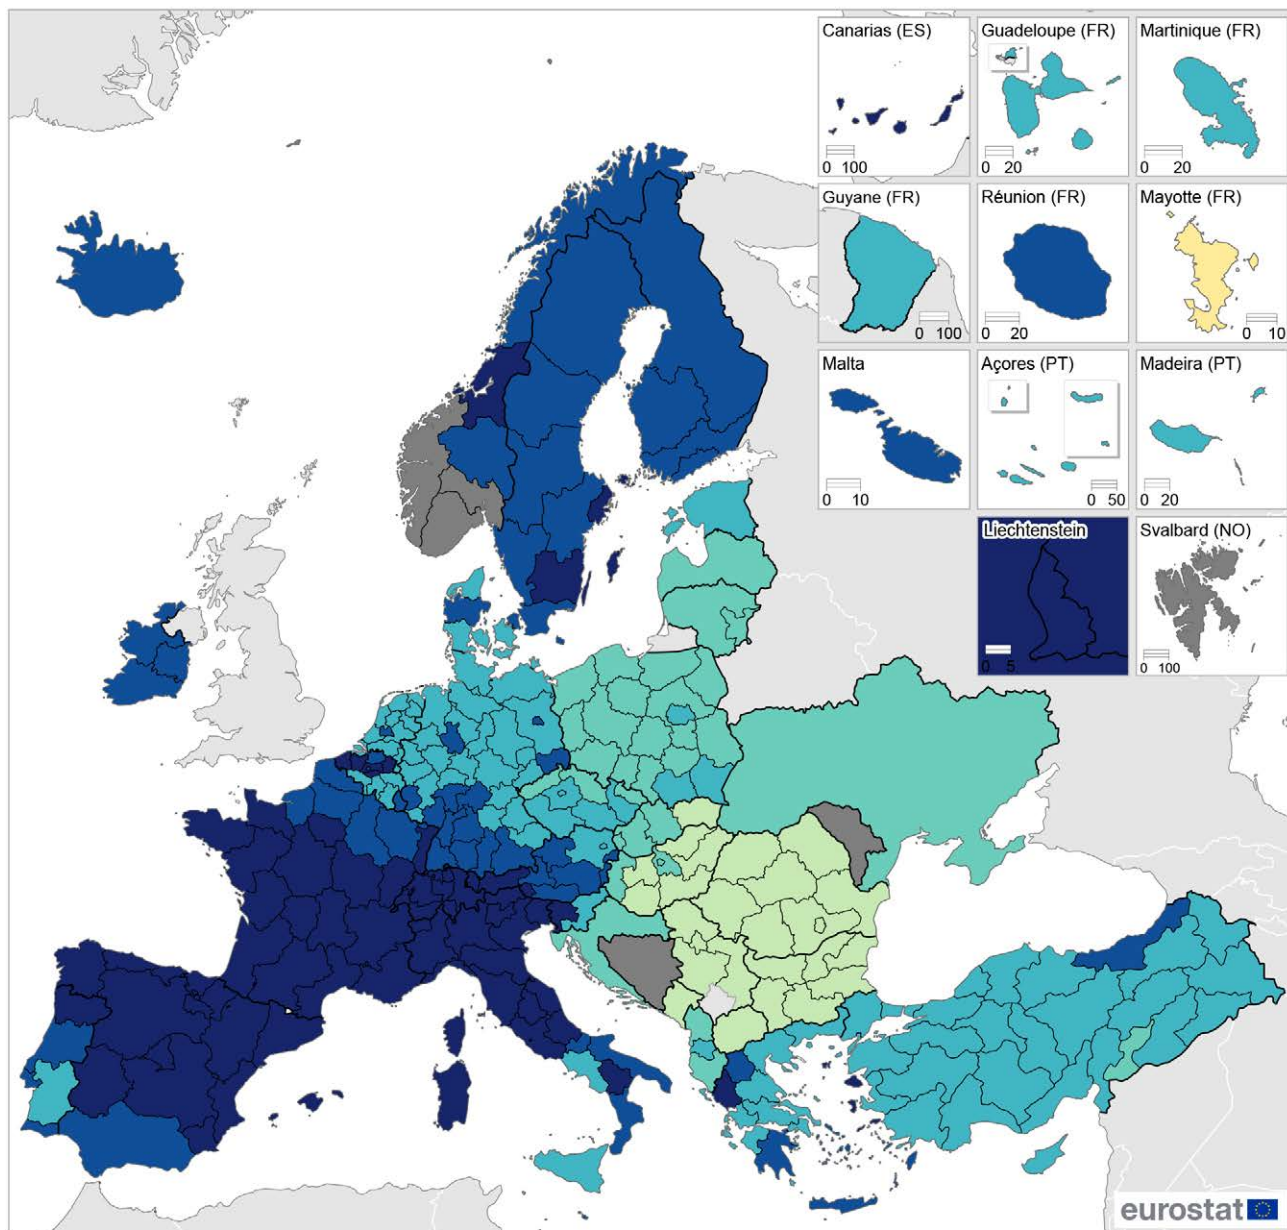 Canarias (ES)
0 100
Guadeloupe (FR)
0 20
Martinique (FR)
0 20
Guyane (FR)
0 100
Réunion (FR)
0 20
Mayotte (FR)
0 10
Malta
0 10
Açores (PT)
0 50
Madeira (PT)
0 20
Liechtenstein
0 5
Svalbard (NO)
0 100
eurostat